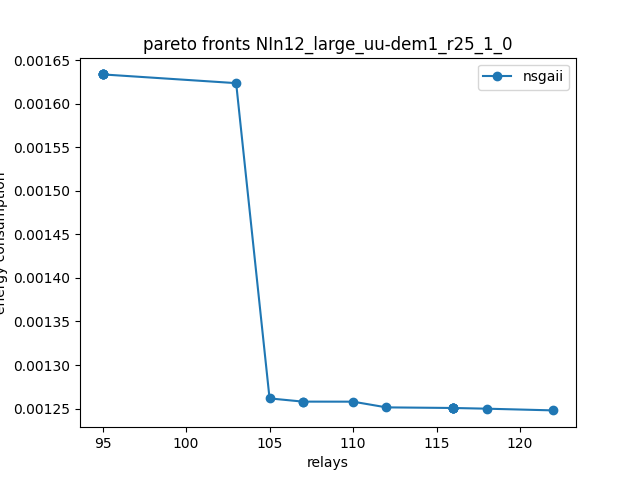 pareto fronts NIn12_large_uu-dem1_r25_1_0
nsgaii
0.00165
0.00160
0.00155
0.00150
0.00145
0.00140
0.00135
0.00130
0.00125
energy consumption
95 100 105 110 115 120
relays